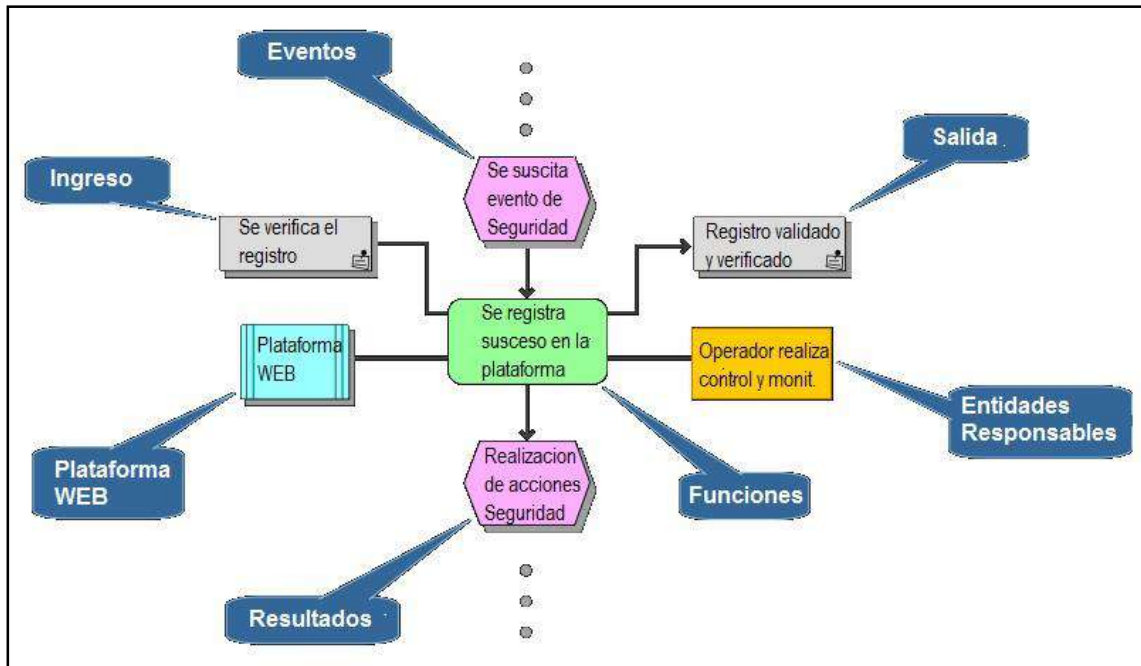 Eventos
Salida
Ingreso
Se suscita
evento de
Seguridad
Se verifica el
registro
Registro validado
y verificado
Se registra
susceso en la
plataforma
Plataforma
WEB
Operador realiza
control y monit.
Entidades
Responsables
Plataforma
WEB
Realizacion
de acciones
Seguridad
Funciones
Resultados